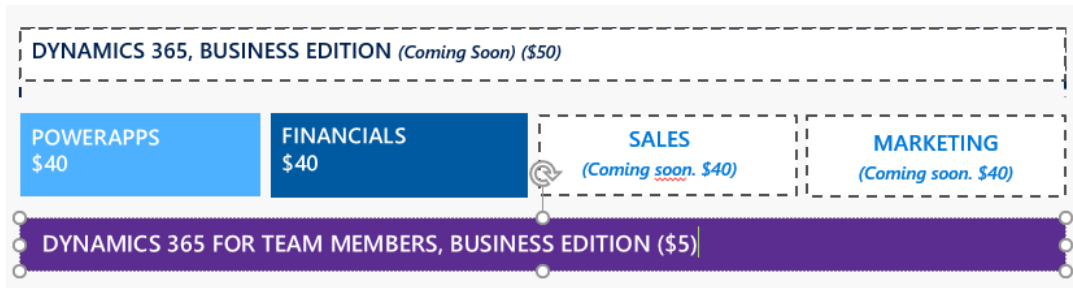 DYNAMICS 365, BUSINESS EDITION (Coming Soon) ($50)
POWERAPPS
$40
FINANCIALS
$40
SALES
(Coming soon. $40)
MARKETING
(Coming soon. $40)
DYNAMICS 365 FOR TEAM MEMBERS, BUSINESS EDITION ($5)